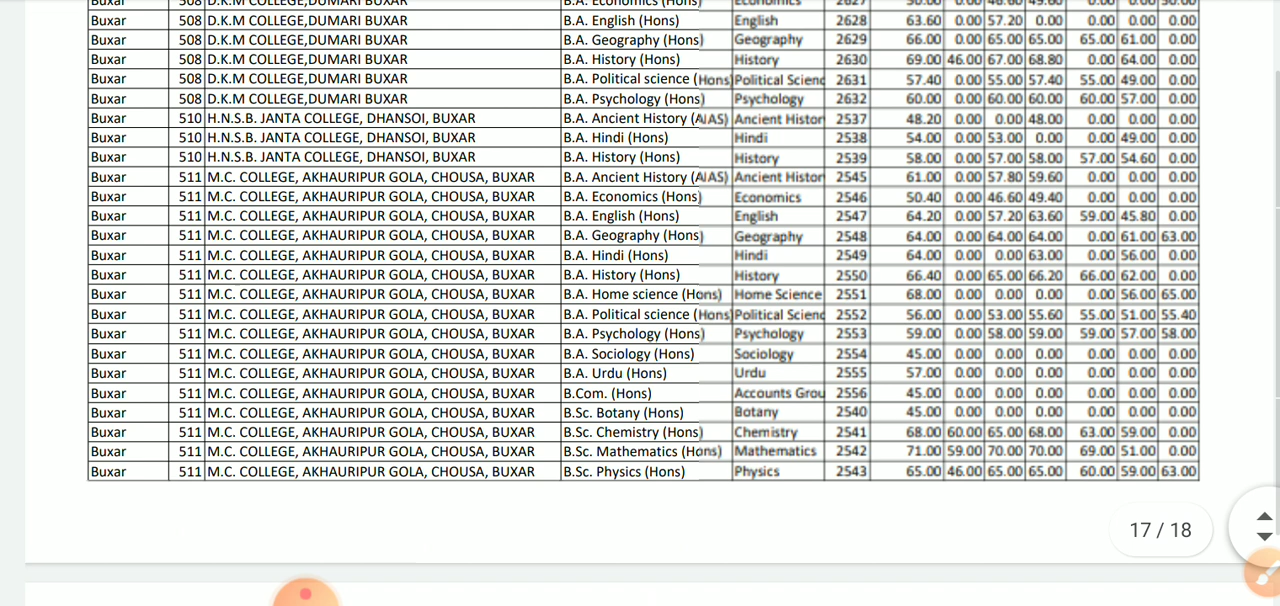 Buxar 508 D.K.M COLLEGE,DUMARI BUXAR B.A. Economics (Hons) Economics 2627
Buxar 508 D.K.M COLLEGE,DUMARI BUXAR B.A. English (Hons) English 2628 63.60 0.00 57.20 0.00 0.00 0.00 0.00
Buxar 508 D.K.M COLLEGE,DUMARI BUXAR B.A. Geography (Hons) Geography 2629 66.00 0.00 65.00 65.00 65.00 61.00 0.00
Buxar 508 D.K.M COLLEGE,DUMARI BUXAR B.A. History (Hons) History 2630 69.00 46.00 67.00 68.80 0.00 64.00 0.00
Buxar 508 D.K.M COLLEGE,DUMARI BUXAR B.A. Political science (Hons) Political Scienc 2631 57.40 0.00 55.00 57.40 55.00 49.00 0.00
Buxar 508 D.K.M COLLEGE,DUMARI BUXAR B.A. Psychology (Hons) Psychology 2632 60.00 0.00 60.00 60.00 60.00 57.00 0.00
Buxar 510 H.N.S.B. JANTA COLLEGE, DHANSOI, BUXAR B.A. Ancient History (AIAS) Ancient Histor 2537 48.20 0.00 0.00 48.00 0.00 0.00 0.00
Buxar 510 H.N.S.B. JANTA COLLEGE, DHANSOI, BUXAR B.A. Hindi (Hons) Hindi 2538 54.00 0.00 53.00 0.00 0.00 49.00 0.00
Buxar 510 H.N.S.B. JANTA COLLEGE, DHANSOI, BUXAR B.A. History (Hons) History 2539 58.00 0.00 57.00 58.00 57.00 54.60 0.00
Buxar 511 M.C. COLLEGE, AKHAURIPUR GOLA, CHOUSA, BUXAR B.A. Ancient History (AIAS) Ancient Histor 2545 61.00 0.00 57.80 59.60 0.00 0.00 0.00
Buxar 511 M.C. COLLEGE, AKHAURIPUR GOLA, CHOUSA, BUXAR B.A. Economics (Hons) Economics 2546 50.40 0.00 46.60 49.40 0.00 0.00 0.00
Buxar 511 M.C. COLLEGE, AKHAURIPUR GOLA, CHOUSA, BUXAR B.A. English (Hons) English 2547 64.20 0.00 57.20 63.60 59.00 45.80 0.00
Buxar 511 M.C. COLLEGE, AKHAURIPUR GOLA, CHOUSA, BUXAR B.A. Geography (Hons) Geography 2548 64.00 0.00 64.00 64.00 0.00 61.00 63.00
Buxar 511 M.C. COLLEGE, AKHAURIPUR GOLA, CHOUSA, BUXAR B.A. Hindi (Hons) Hindi 2549 64.00 0.00 0.00 63.00 0.00 56.00 0.00
Buxar 511 M.C. COLLEGE, AKHAURIPUR GOLA, CHOUSA, BUXAR B.A. History (Hons) History 2550 66.40 0.00 65.00 66.20 66.00 62.00 0.00
Buxar 511 M.C. COLLEGE, AKHAURIPUR GOLA, CHOUSA, BUXAR B.A. Home science (Hons) Home Science 2551 68.00 0.00 0.00 0.00 0.00 56.00 65.00
Buxar 511 M.C. COLLEGE, AKHAURIPUR GOLA, CHOUSA, BUXAR B.A. Political science (Hons) Political Scienc 2552 56.00 0.00 53.00 55.60 55.00 51.00 55.40
Buxar 511 M.C. COLLEGE, AKHAURIPUR GOLA, CHOUSA, BUXAR B.A. Psychology (Hons) Psychology 2553 59.00 0.00 58.00 59.00 59.00 57.00 58.00
Buxar 511 M.C. COLLEGE, AKHAURIPUR GOLA, CHOUSA, BUXAR B.A. Sociology (Hons) Sociology 2554 45.00 0.00 0.00 0.00 0.00 0.00 0.00
Buxar 511 M.C. COLLEGE, AKHAURIPUR GOLA, CHOUSA, BUXAR B.A. Urdu (Hons) Urdu 2555 57.00 0.00 0.00 0.00 0.00 0.00 0.00
Buxar 511 M.C. COLLEGE, AKHAURIPUR GOLA, CHOUSA, BUXAR B.Com. (Hons) Accounts Grou 2556 45.00 0.00 0.00 0.00 0.00 0.00 0.00
Buxar 511 M.C. COLLEGE, AKHAURIPUR GOLA, CHOUSA, BUXAR B.Sc. Botany (Hons) Botany 2540 45.00 0.00 0.00 0.00 0.00 0.00 0.00
Buxar 511 M.C. COLLEGE, AKHAURIPUR GOLA, CHOUSA, BUXAR B.Sc. Chemistry (Hons) Chemistry 2541 68.00 60.00 65.00 68.00 63.00 59.00 0.00
Buxar 511 M.C. COLLEGE, AKHAURIPUR GOLA, CHOUSA, BUXAR B.Sc. Mathematics (Hons) Mathematics 2542 71.00 59.00 70.00 70.00 69.00 51.00 0.00
Buxar 511 M.C. COLLEGE, AKHAURIPUR GOLA, CHOUSA, BUXAR B.Sc. Physics (Hons) Physics 2543 65.00 46.00 65.00 65.00 60.00 59.00 63.00
17 / 18